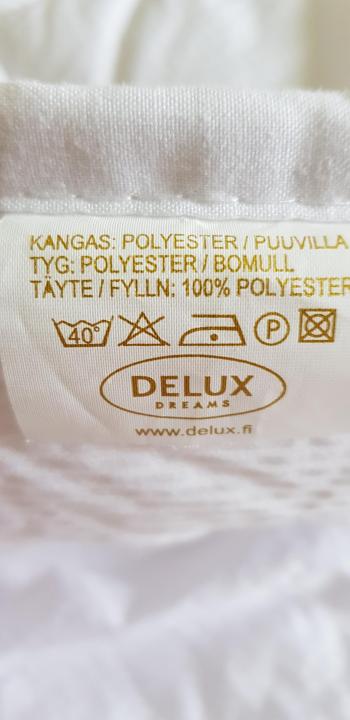 KANGAS: POLYESTER / PUUVILLA
TYG: POLYESTER / BOMULL
TÄYTE / FYLLN: 100% POLYESTER
40° P
DELUX
DREAMS
www.delux.fi